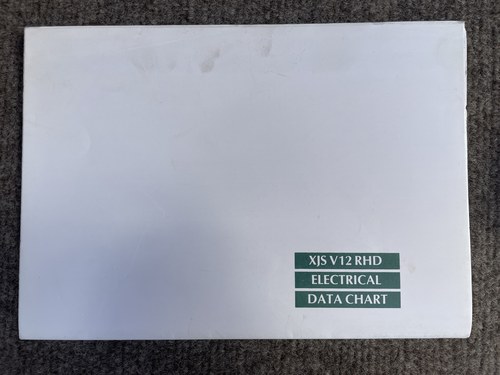 XJS V12 RHD
ELECTRICAL
DATA CHART